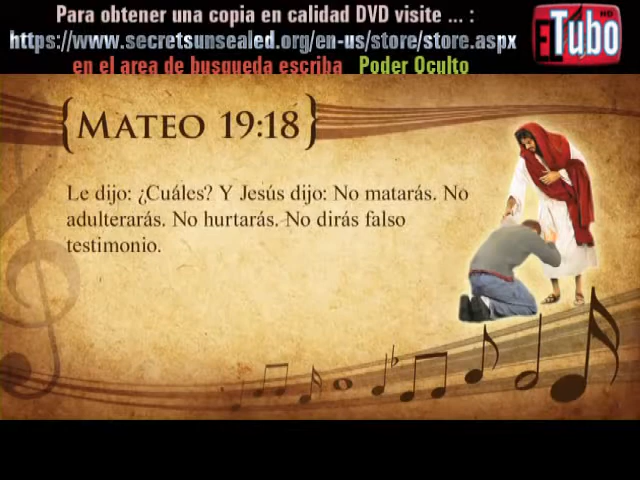 Para obtener una copia en calidad DVD visite ... :
https://www.secretsunsealed.org/en-us/store/store.aspx
en el area de busqueda escriba Poder Oculto
ElTubo HD
{MATEO 19:18}
Le dijo: ¿Cuáles? Y Jesús dijo: No matarás. No
adulterarás. No hurtarás. No dirás falso
testimonio.